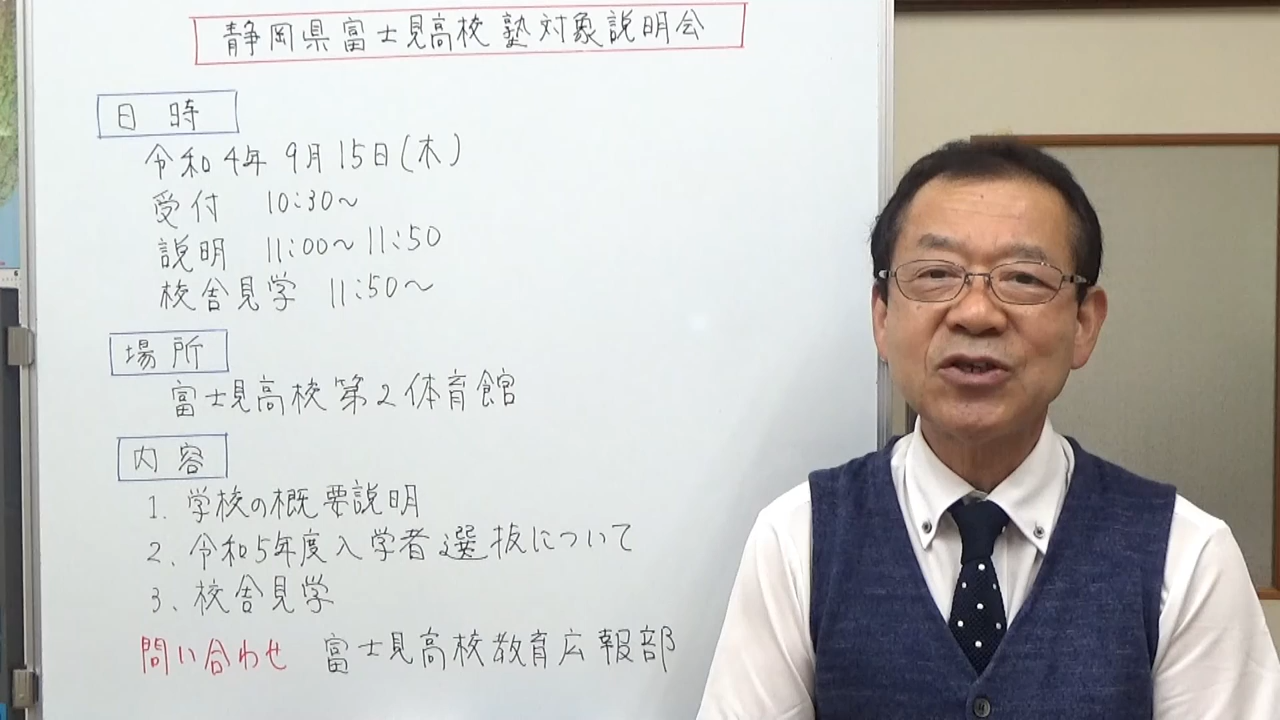 静岡県富士見高校 塾対象説明会
日 時
令和4年 9月15日(木)
受付 10:30~
説明 11:00~11:50
校舎見学 11:50~
場 所
富士見高校第2体育館
内 容
1. 学校の概要説明
2. 令和5年度入学者選抜について
3. 校舎見学
問い合わせ 富士見高校教育広報部